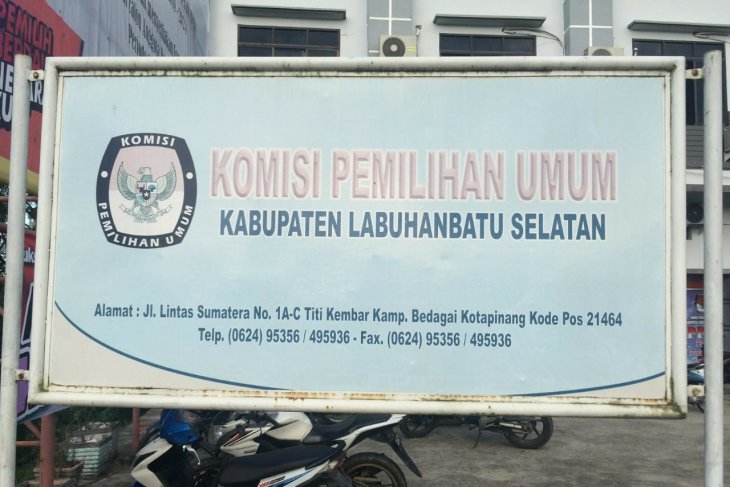 KOMISI
PEMILIHAN UMUM
KOMISI PEMILIHAN UMUM
KABUPATEN LABUHANBATU SELATAN
Alamat : Jl. Lintas Sumatera No. 1A-C Titi Kembar Kamp. Bedagai Kotapinang Kode Pos 21464
Telp. (0624) 95356 / 495936 - Fax. (0624) 95356 / 495936